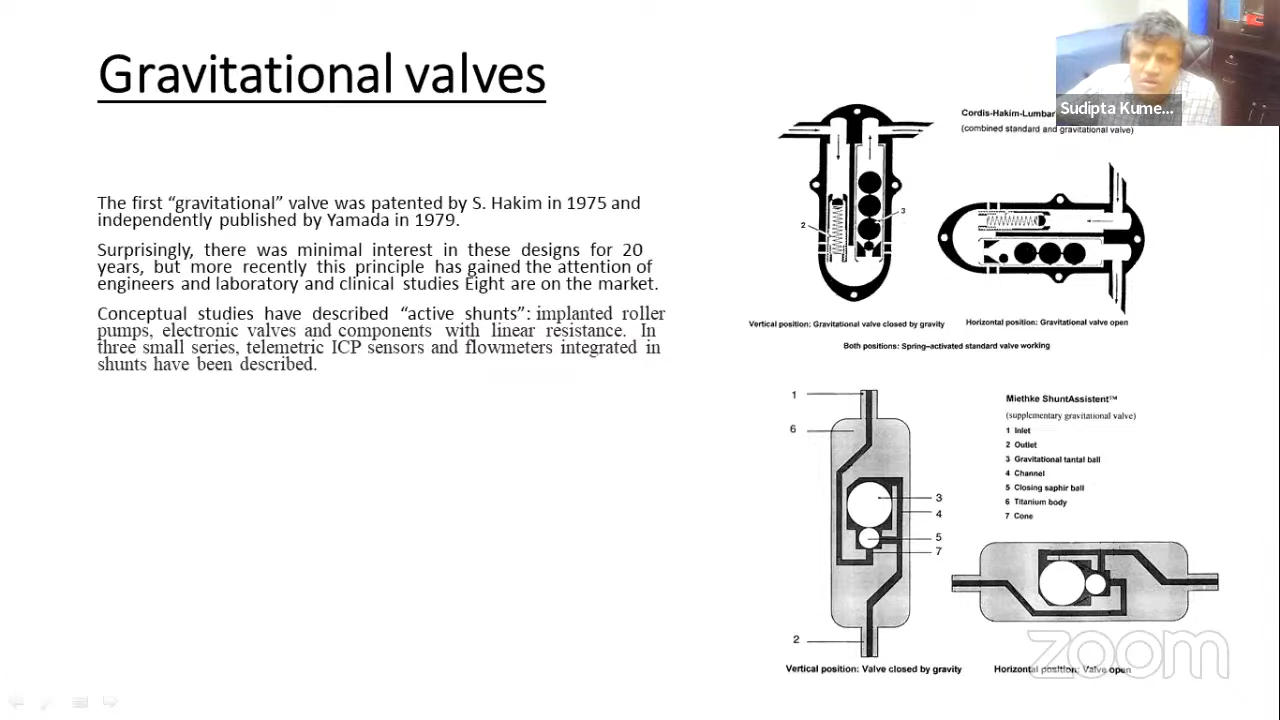 Gravitational valves
The first “gravitational” valve was patented by S. Hakim in 1975 and
independently published by Yamada in 1979.
Surprisingly, there was minimal interest in these designs for 20
years, but more recently this principle has gained the attention of
engineers and laboratory and clinical studies Eight are on the market.
Conceptual studies have described “active shunts”: implanted roller
pumps, electronic valves and components with linear resistance. In
three small series, telemetric ICP sensors and flowmeters integrated in
shunts have been described.
Sudipta Kume...
Cordis-Hakim-Lumbar
(combined standard and gravitational valve)
2
3
Vertical position: Gravitational valve closed by gravity
Horizontal position: Gravitational valve open
Both positions: Spring–activated standard valve working
1
6
3
4
5
7
2
Miethke ShuntAssistent™
(supplementary gravitational valve)
1 Inlet
2 Outlet
3 Gravitational tantal ball
4 Channel
5 Closing saphir ball
6 Titanium body
7 Cone
Vertical position: Valve closed by gravity
Horizontal position: Valve open
zoom